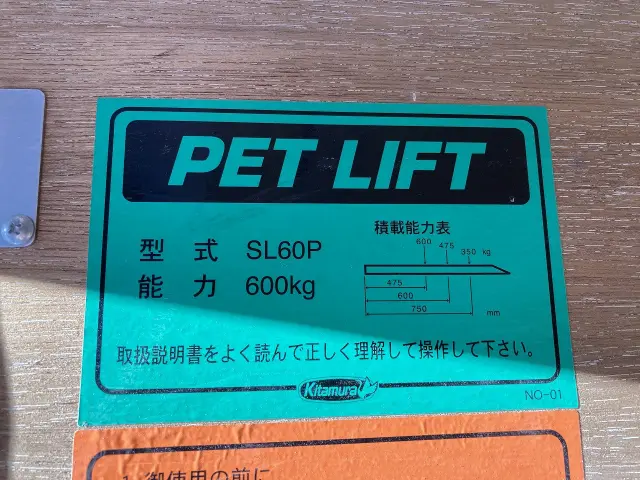 PET LIFT
型式 SL60P
能力 600kg
積載能力表
600 475 350 kg
475
600
750
mm
取扱説明書をよく読んで正しく理解して操作して下さい。
Kitamura
NO-01
1.御使用の前に